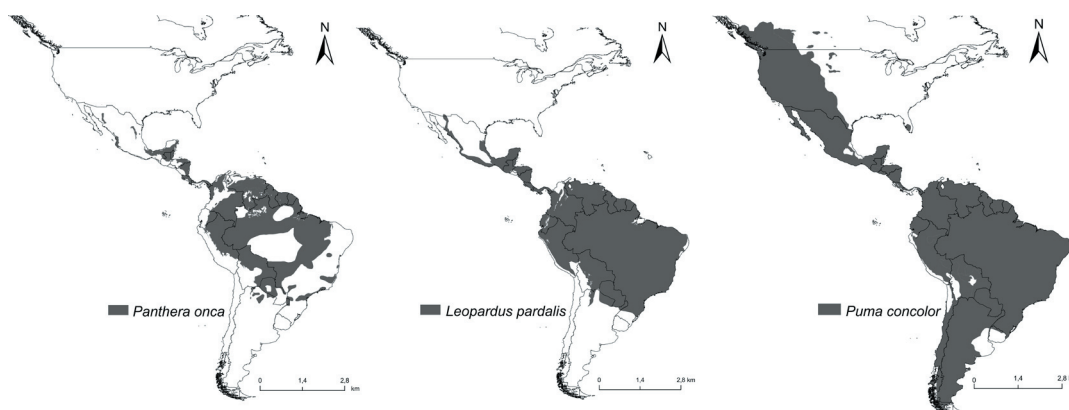 N
Panthera onca
0 1,4 2,8
km
N
Leopardus pardalis
0 1,4 2,8 km
N
Puma concolor
0 1,4 2,8 k